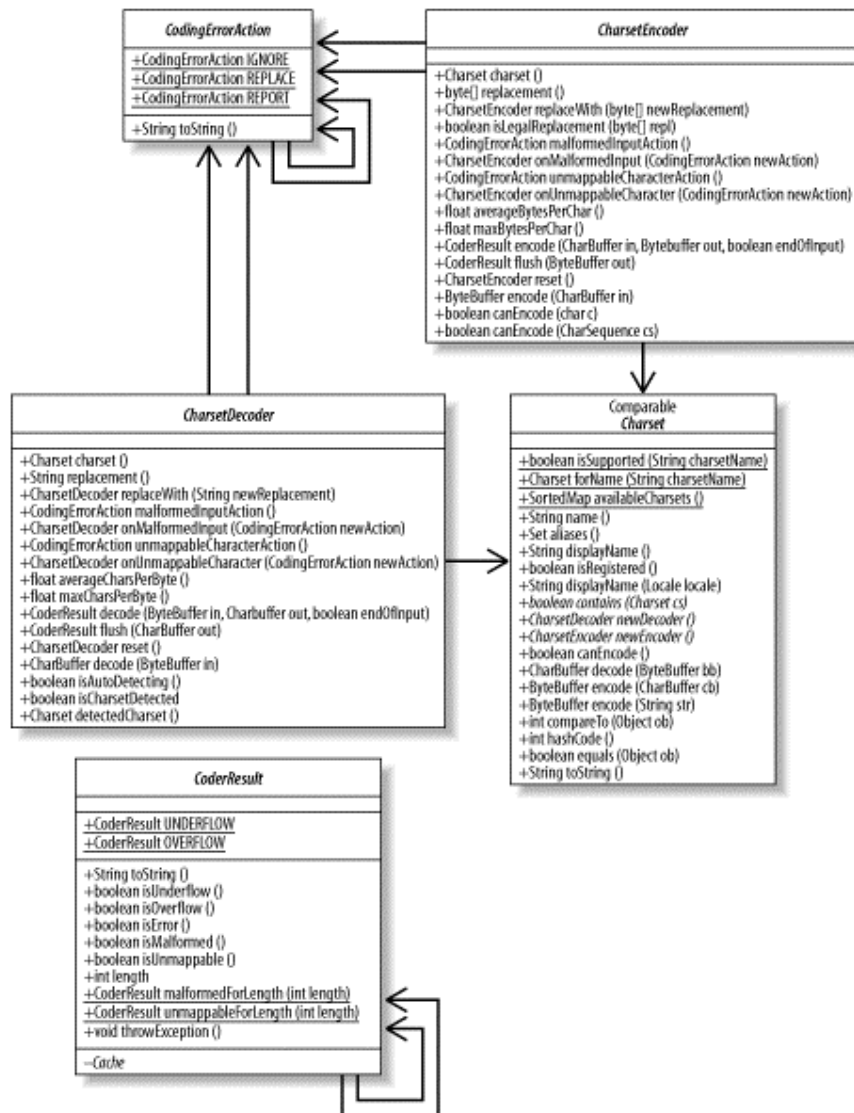 CodingErrorAction
+CodingErrorAction IGNORE
+CodingErrorAction REPLACE
+CodingErrorAction REPORT
+String toString ()
CharsetEncoder
+Charset charset ()
+byte[] replacement ()
+CharsetEncoder replaceWith (byte[] newReplacement)
+boolean isLegalReplacement (byte[] repl)
+CodingErrorAction malformedInputAction ()
+CharsetEncoder onMalformedInput (CodingErrorAction newAction)
+CodingErrorAction unmappableCharacterAction ()
+CharsetEncoder onUnmappableCharacter (CodingErrorAction newAction)
+float averageBytesPerChar ()
+float maxBytesPerChar ()
+CoderResult encode (CharBuffer in, Bytebuffer out, boolean endOfInput)
+CoderResult flush (ByteBuffer out)
+CharsetEncoder reset ()
+ByteBuffer encode (CharBuffer in)
+boolean canEncode (char c)
+boolean canEncode (CharSequence cs)
CharsetDecoder
+Charset charset ()
+String replacement ()
+CharsetDecoder replaceWith (String newReplacement)
+CodingErrorAction malformedInputAction ()
+CharsetDecoder onMalformedInput (CodingErrorAction newAction)
+CodingErrorAction unmappableCharacterAction ()
+CharsetDecoder onUnmappableCharacter (CodingErrorAction newAction)
+float averageCharsPerByte ()
+float maxCharsPerByte ()
+CoderResult decode (ByteBuffer in, Charbuffer out, boolean endOfInput)
+CoderResult flush (CharBuffer out)
+CharsetDecoder reset ()
+CharBuffer decode (ByteBuffer in)
+boolean isAutoDetecting ()
+boolean isCharsetDetected
+Charset detectedCharset ()
Comparable
Charset
+boolean isSupported (String charsetName)
+Charset forName (String charsetName)
+SortedMap availableCharsets ()
+String name ()
+Set aliases ()
+String displayName ()
+boolean isRegistered ()
+String displayName (Locale locale)
+boolean contains (Charset cs)
+CharsetDecoder newDecoder ()
+CharsetEncoder newEncoder ()
+boolean canEncode ()
+CharBuffer decode (ByteBuffer bb)
+ByteBuffer encode (CharBuffer cb)
+ByteBuffer encode (String str)
+int compareTo (Object ob)
+int hashCode ()
+boolean equals (Object ob)
+String toString ()
CoderResult
+CoderResult UNDERFLOW
+CoderResult OVERFLOW
+String toString ()
+boolean isUnderflow ()
+boolean isOverflow ()
+boolean isError ()
+boolean isMalformed ()
+boolean isUnmappable ()
+int length
+CoderResult malformedForLength (int length)
+CoderResult unmappableForLength (int length)
+void throwException ()
–Cache